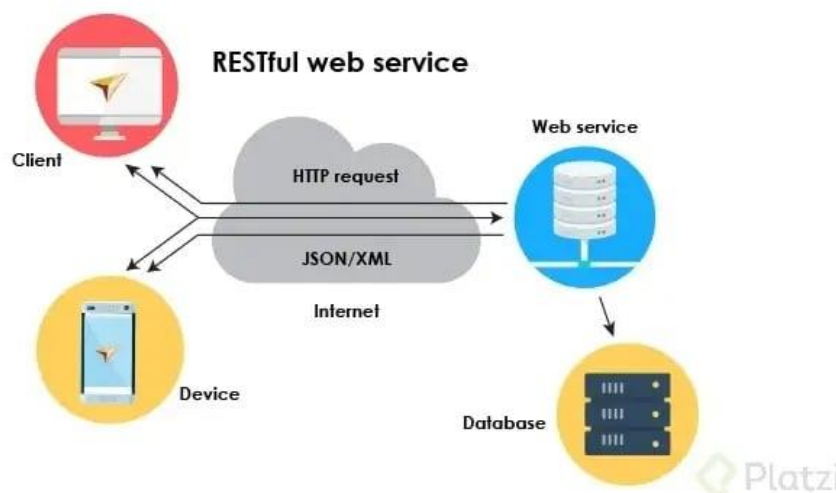 RESTful web service
Web service
Client
HTTP request
JSON/XML
Internet
Device
Database
Platzi